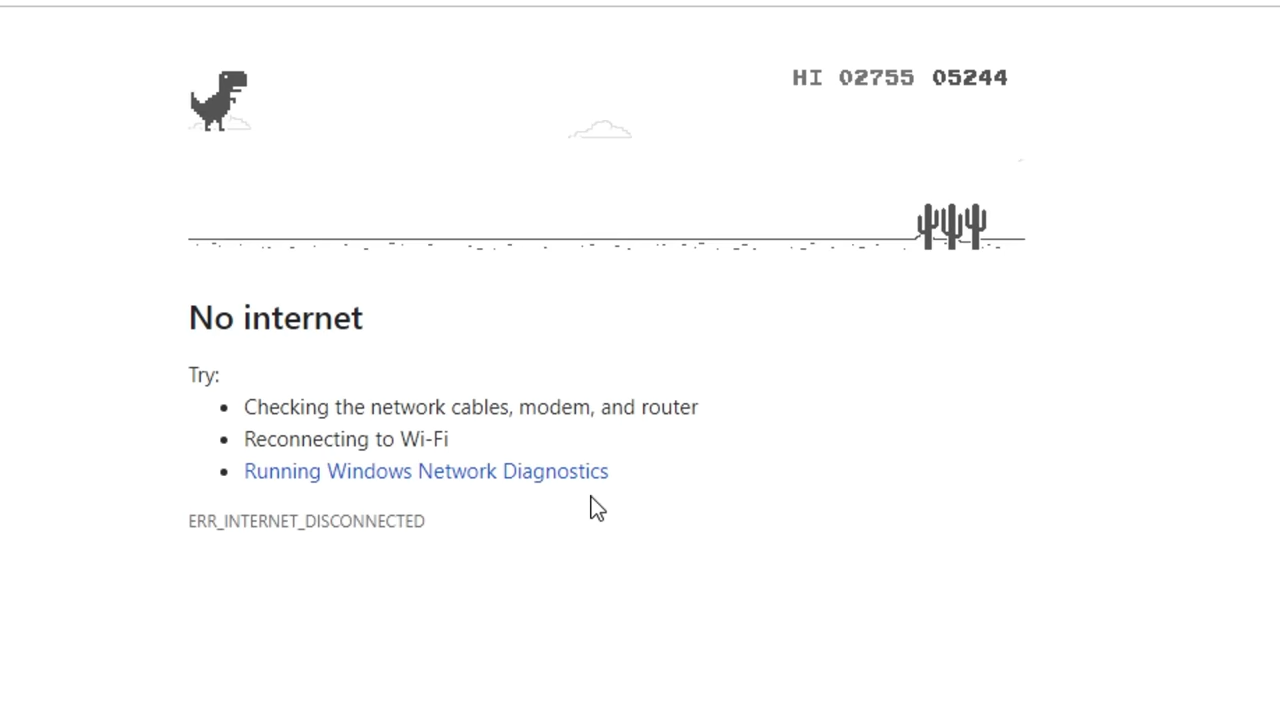 HI 02755 05244
No internet
Try:
• Checking the network cables, modem, and router
• Reconnecting to Wi-Fi
• Running Windows Network Diagnostics
ERR_INTERNET_DISCONNECTED